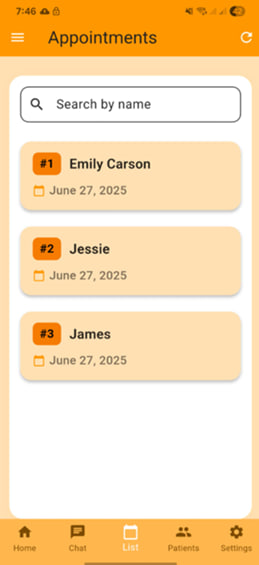 7:46
Appointments
Search by name
#1 Emily Carson
June 27, 2025
#2 Jessie
June 27, 2025
#3 James
June 27, 2025
Home Chat List Patients Settings